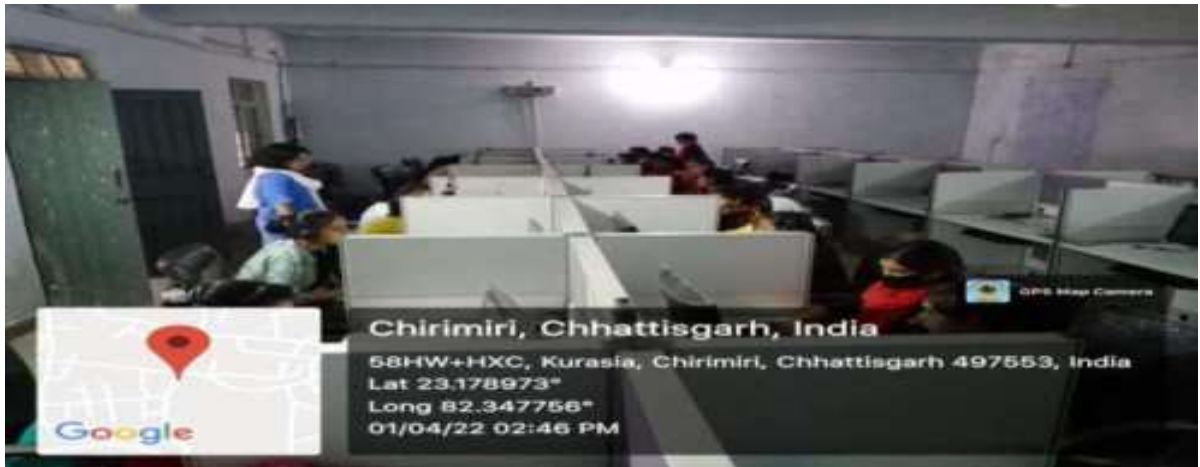 GPS Map Camera
Chirimiri, Chhattisgarh, India
58HW+HXC, Kurasia, Chirimiri, Chhattisgarh 497553, India
Lat 23.178973°
Long 82.347756°
01/04/22 02:46 PM
Google